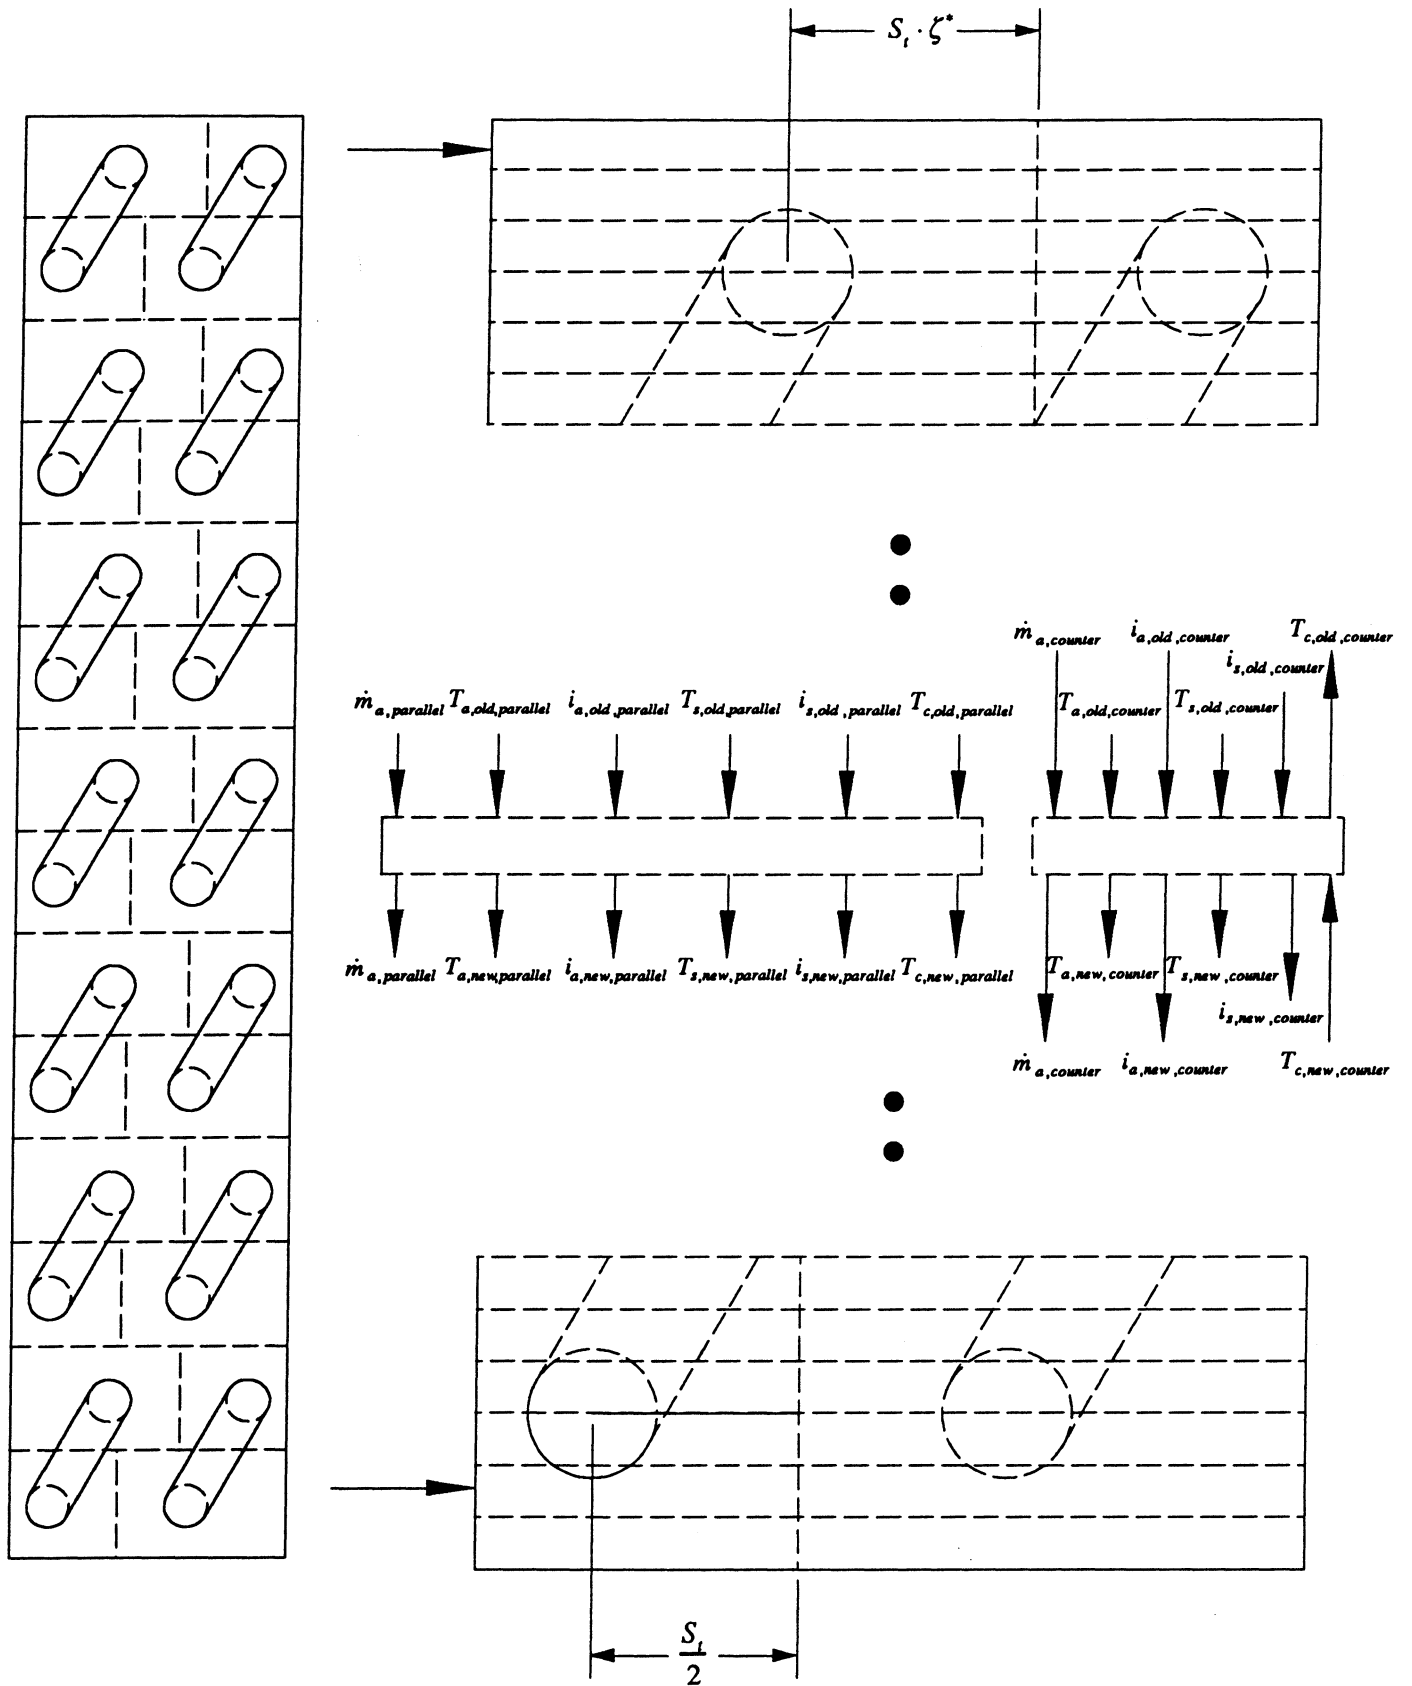 S_t · ζ*
ṁ_a,counter i_a,old,counter T_c,old,counter
i_s,old,counter
ṁ_a,parallel T_a,old,parallel i_a,old,parallel T_s,old,parallel i_s,old,parallel T_c,old,parallel T_a,old,counter T_s,old,counter
ṁ_a,parallel T_a,new,parallel i_a,new,parallel T_s,new,parallel i_s,new,parallel T_c,new,parallel T_a,new,counter T_s,new,counter
i_s,new,counter
ṁ_a,counter i_a,new,counter T_c,new,counter
S_t
2